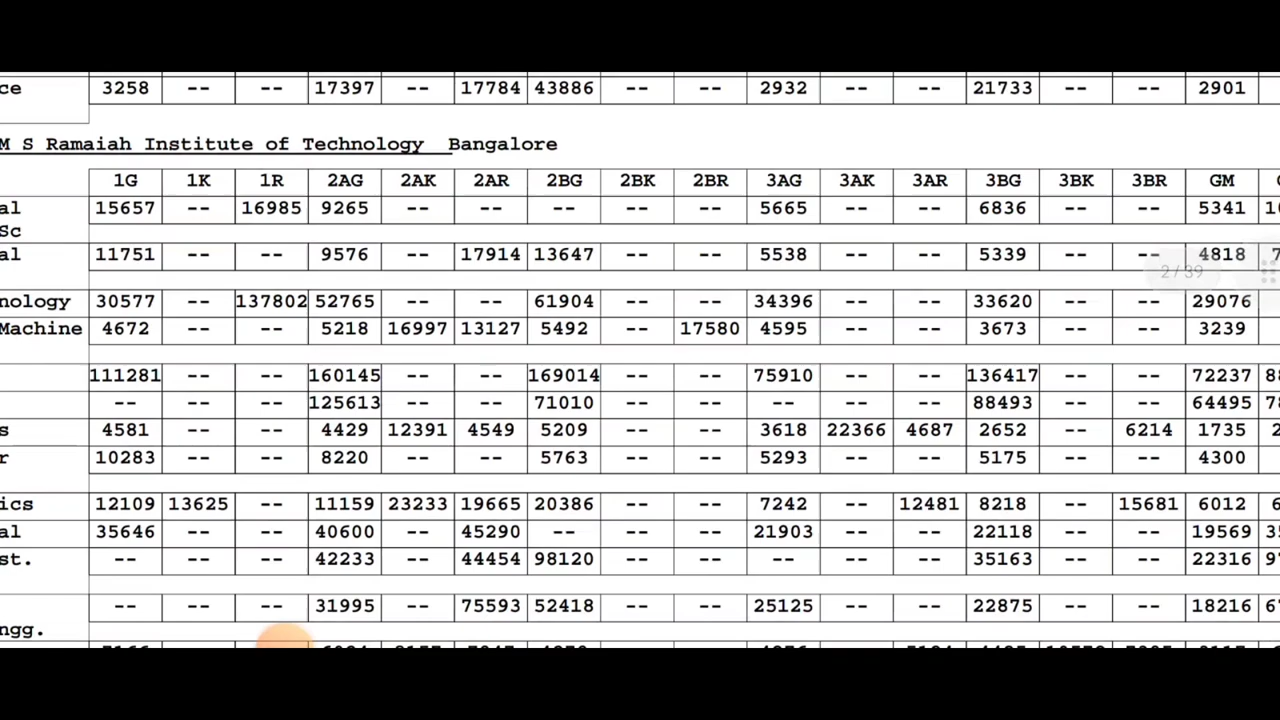 ce 3258 -- -- 17397 -- 17784 43886 -- -- 2932 -- -- 21733 -- -- 2901
M S Ramaiah Institute of Technology Bangalore
1G 1K 1R 2AG 2AK 2AR 2BG 2BK 2BR 3AG 3AK 3AR 3BG 3BK 3BR GM
al 15657 -- 16985 9265 -- -- -- -- -- 5665 -- -- 6836 -- -- 5341
Sc
al 11751 -- -- 9576 -- 17914 13647 -- -- 5538 -- -- 5339 -- -- 4818
2/39
nology 30577 -- 137802 52765 -- -- 61904 -- -- 34396 -- -- 33620 -- -- 29076
Machine 4672 -- -- 5218 16997 13127 5492 -- 17580 4595 -- -- 3673 -- -- 3239
111281 -- -- 160145 -- -- 169014 -- -- 75910 -- -- 136417 -- -- 72237
-- -- -- 125613 -- -- 71010 -- -- -- -- -- 88493 -- -- 64495
s 4581 -- -- 4429 12391 4549 5209 -- -- 3618 22366 4687 2652 -- 6214 1735
r 10283 -- -- 8220 -- -- 5763 -- -- 5293 -- -- 5175 -- -- 4300
ics 12109 13625 -- 11159 23233 19665 20386 -- -- 7242 -- 12481 8218 -- 15681 6012
al 35646 -- -- 40600 -- 45290 -- -- -- 21903 -- -- 22118 -- -- 19569
st. -- -- -- 42233 -- 44454 98120 -- -- -- -- -- 35163 -- -- 22316
-- -- -- 31995 -- 75593 52418 -- -- 25125 -- -- 22875 -- -- 18216
ngg.